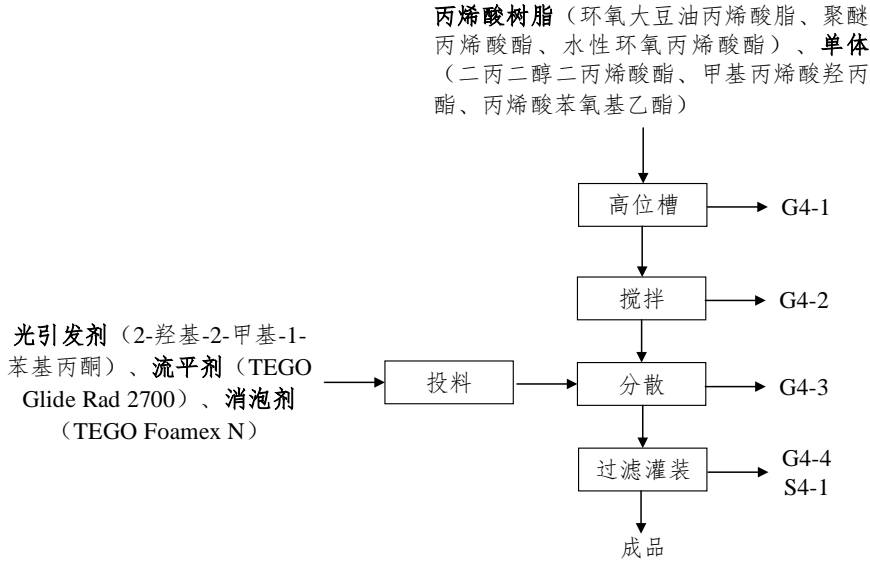 丙烯酸树脂（环氧大豆油丙烯酸脂、聚醚
丙烯酸酯、水性环氧丙烯酸酯）、单体
（二丙二醇二丙烯酸酯、甲基丙烯酸羟丙
酯、丙烯酸苯氧基乙酯）
高位槽
G4-1
搅拌
G4-2
光引发剂（2-羟基-2-甲基-1-
苯基丙酮）、流平剂（TEGO
Glide Rad 2700）、消泡剂
（TEGO Foamex N）
投料
分散
G4-3
过滤灌装
G4-4
S4-1
成品